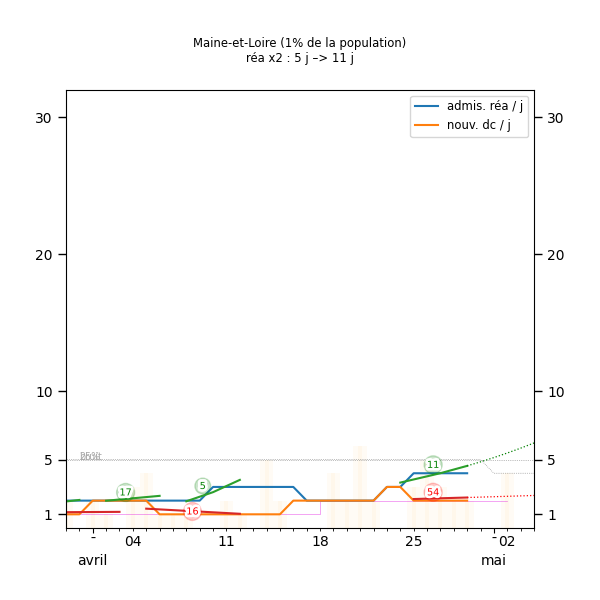 Maine-et-Loire (1% de la population)
réa x2 : 5 j –> 11 j
admis. réa / j
nouv. dc / j
30 30
20 20
10 10
5 5
1 1
25%
17
5
16
11
54
04 11 18 25 02
avril mai